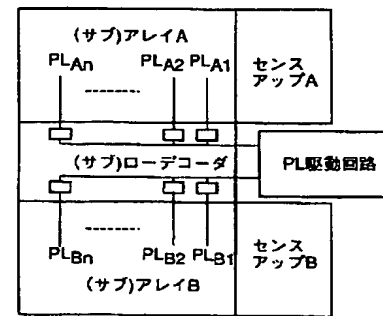 (サブ)アレイA
PLAn PLA2 PLA1
センス
アップA
(サブ)ローデコーダ
PL駆動回路
PLBn PLB2 PLB1
センス
アップB
(サブ)アレイB